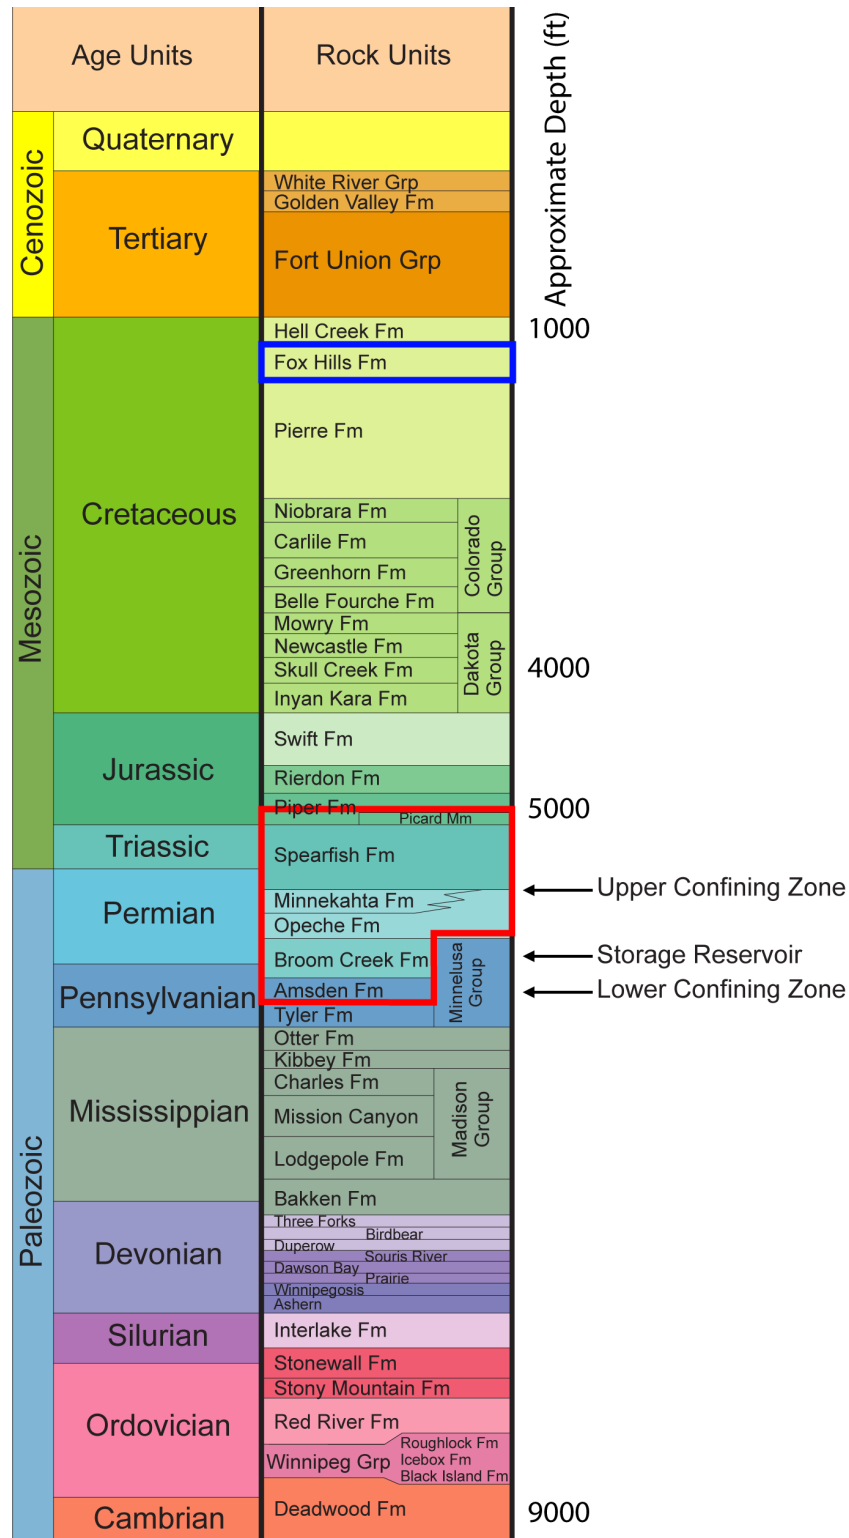 Age Units
Rock Units
Approximate Depth (ft)
Cenozoic
Quaternary
Tertiary
White River Grp
Golden Valley Fm
Fort Union Grp
Mesozoic
Cretaceous
Hell Creek Fm
1000
Fox Hills Fm
Pierre Fm
Niobrara Fm
Carlile Fm
Greenhorn Fm
Belle Fourche Fm
Colorado
Group
Mowry Fm
Newcastle Fm
Skull Creek Fm
Inyan Kara Fm
Dakota
Group
4000
Jurassic
Swift Fm
Rierdon Fm
Piper Fm
Picard Mm
5000
Triassic
Spearfish Fm
Paleozoic
Permian
Minnekahta Fm
Opeche Fm
Upper Confining Zone
Broom Creek Fm
Storage Reservoir
Pennsylvanian
Amsden Fm
Tyler Fm
Minnelusa
Group
Lower Confining Zone
Mississippian
Otter Fm
Kibbey Fm
Charles Fm
Mission Canyon
Lodgepole Fm
Madison
Group
Bakken Fm
Devonian
Three Forks
Birdbear
Duperow
Souris River
Dawson Bay
Prairie
Winnipegosis
Ashern
Silurian
Interlake Fm
Ordovician
Stonewall Fm
Stony Mountain Fm
Red River Fm
Winnipeg Grp
Roughlock Fm
Icebox Fm
Black Island Fm
Cambrian
Deadwood Fm
9000